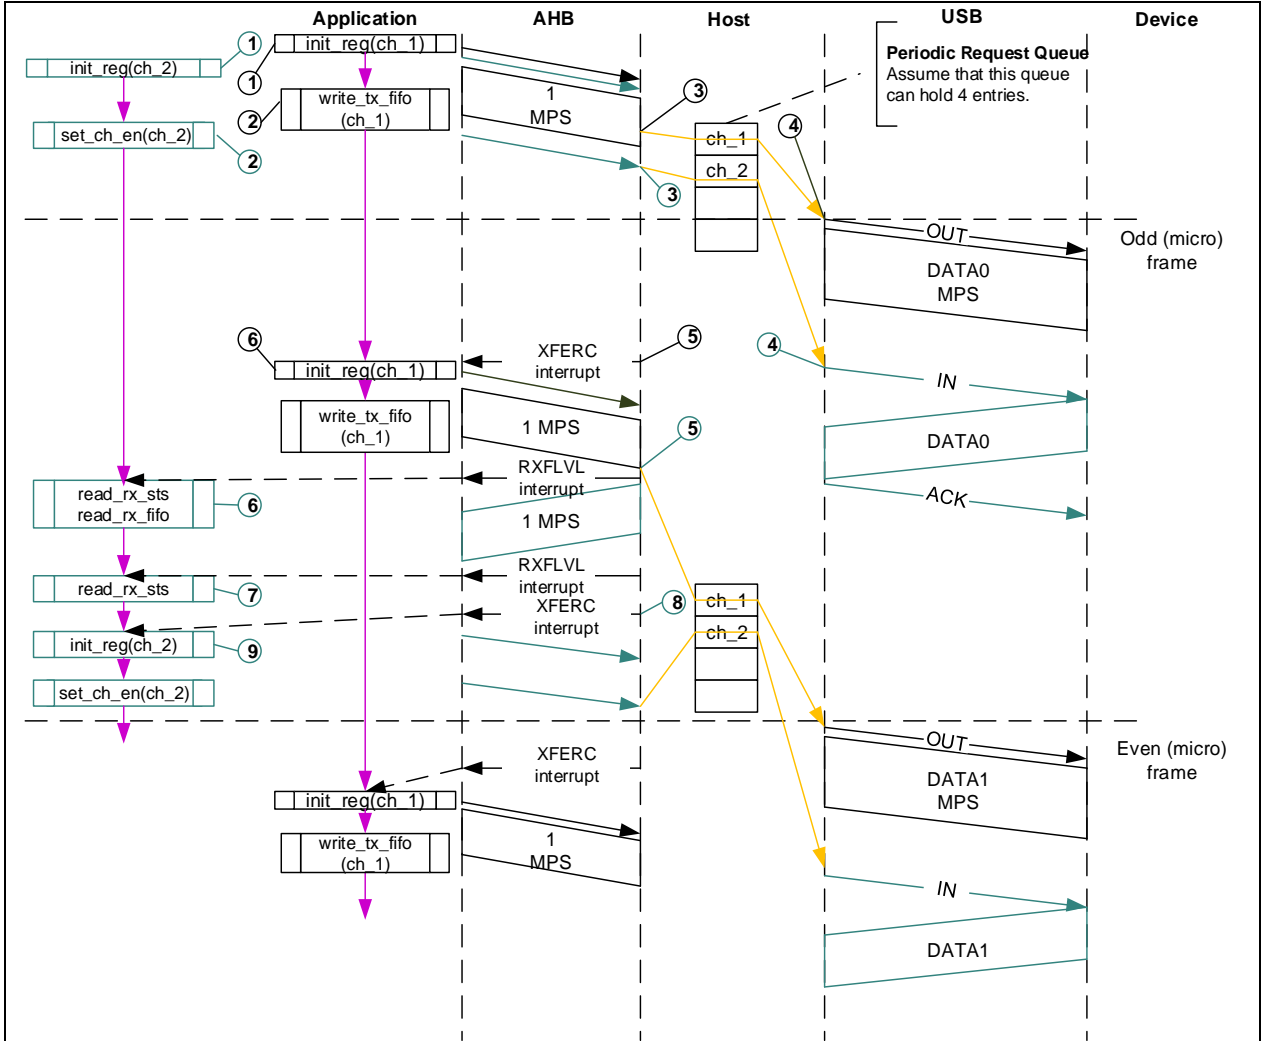 Application
AHB
Host
USB
Device
init_reg(ch_1)
1
init_reg(ch_2)
1
Periodic Request Queue
Assume that this queue
can hold 4 entries.
write_tx_fifo
(ch_1)
2
1
MPS
3
set_ch_en(ch_2)
2
ch_1
4
ch_2
3
OUT
Odd (micro)
frame
DATA0
MPS
6
XFERC
interrupt
5
4
init_reg(ch_1)
IN
write_tx_fifo
(ch_1)
1 MPS
5
DATA0
RXFLVL
interrupt
read_rx_sts
read_rx_fifo
6
ACK
1 MPS
RXFLVL
interrupt
read_rx_sts
7
XFERC
interrupt
8
ch_1
ch_2
init_reg(ch_2)
9
set_ch_en(ch_2)
OUT
Even (micro)
frame
XFERC
interrupt
DATA1
MPS
init_reg(ch_1)
write_tx_fifo
(ch_1)
1
MPS
IN
DATA1